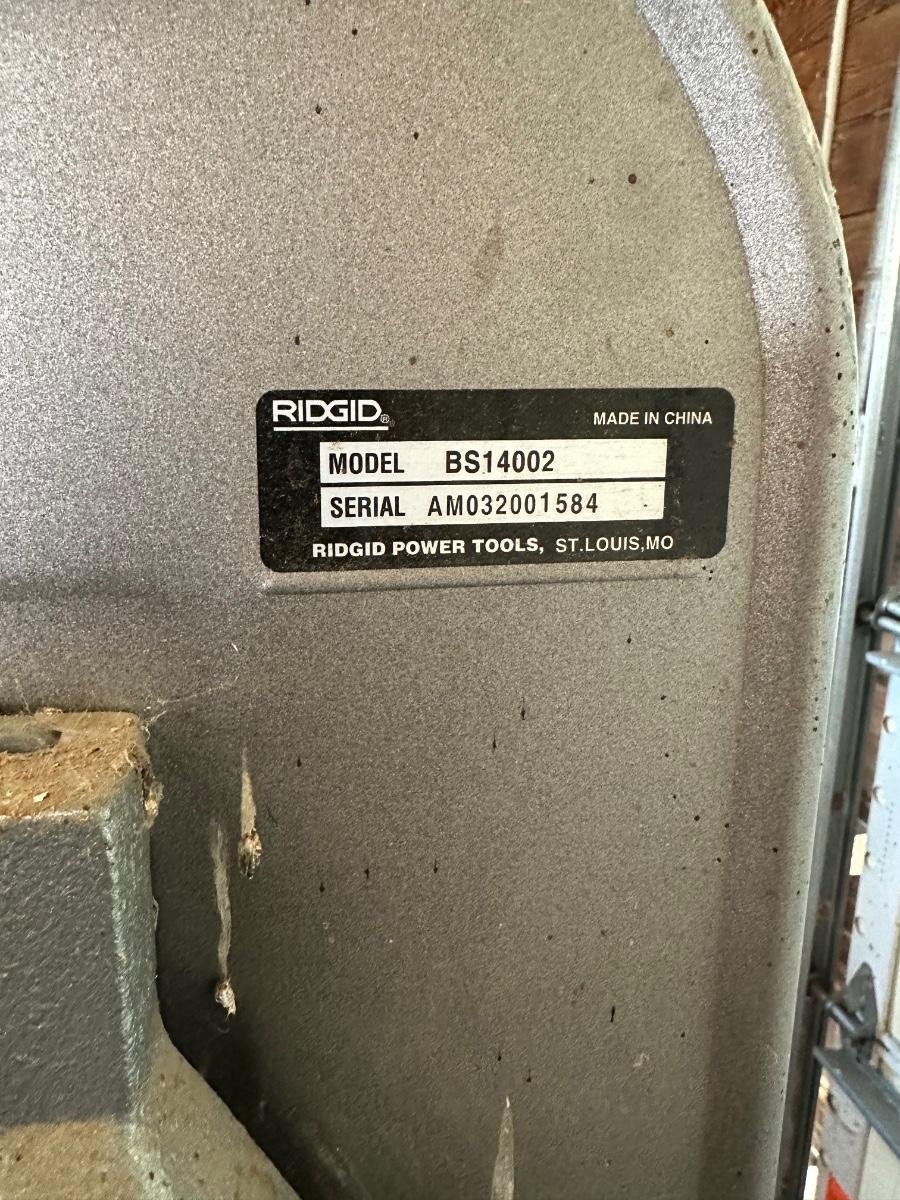 RIDGID®
MADE IN CHINA
MODEL BS14002
SERIAL AM032001584
RIDGID POWER TOOLS, ST.LOUIS,MO